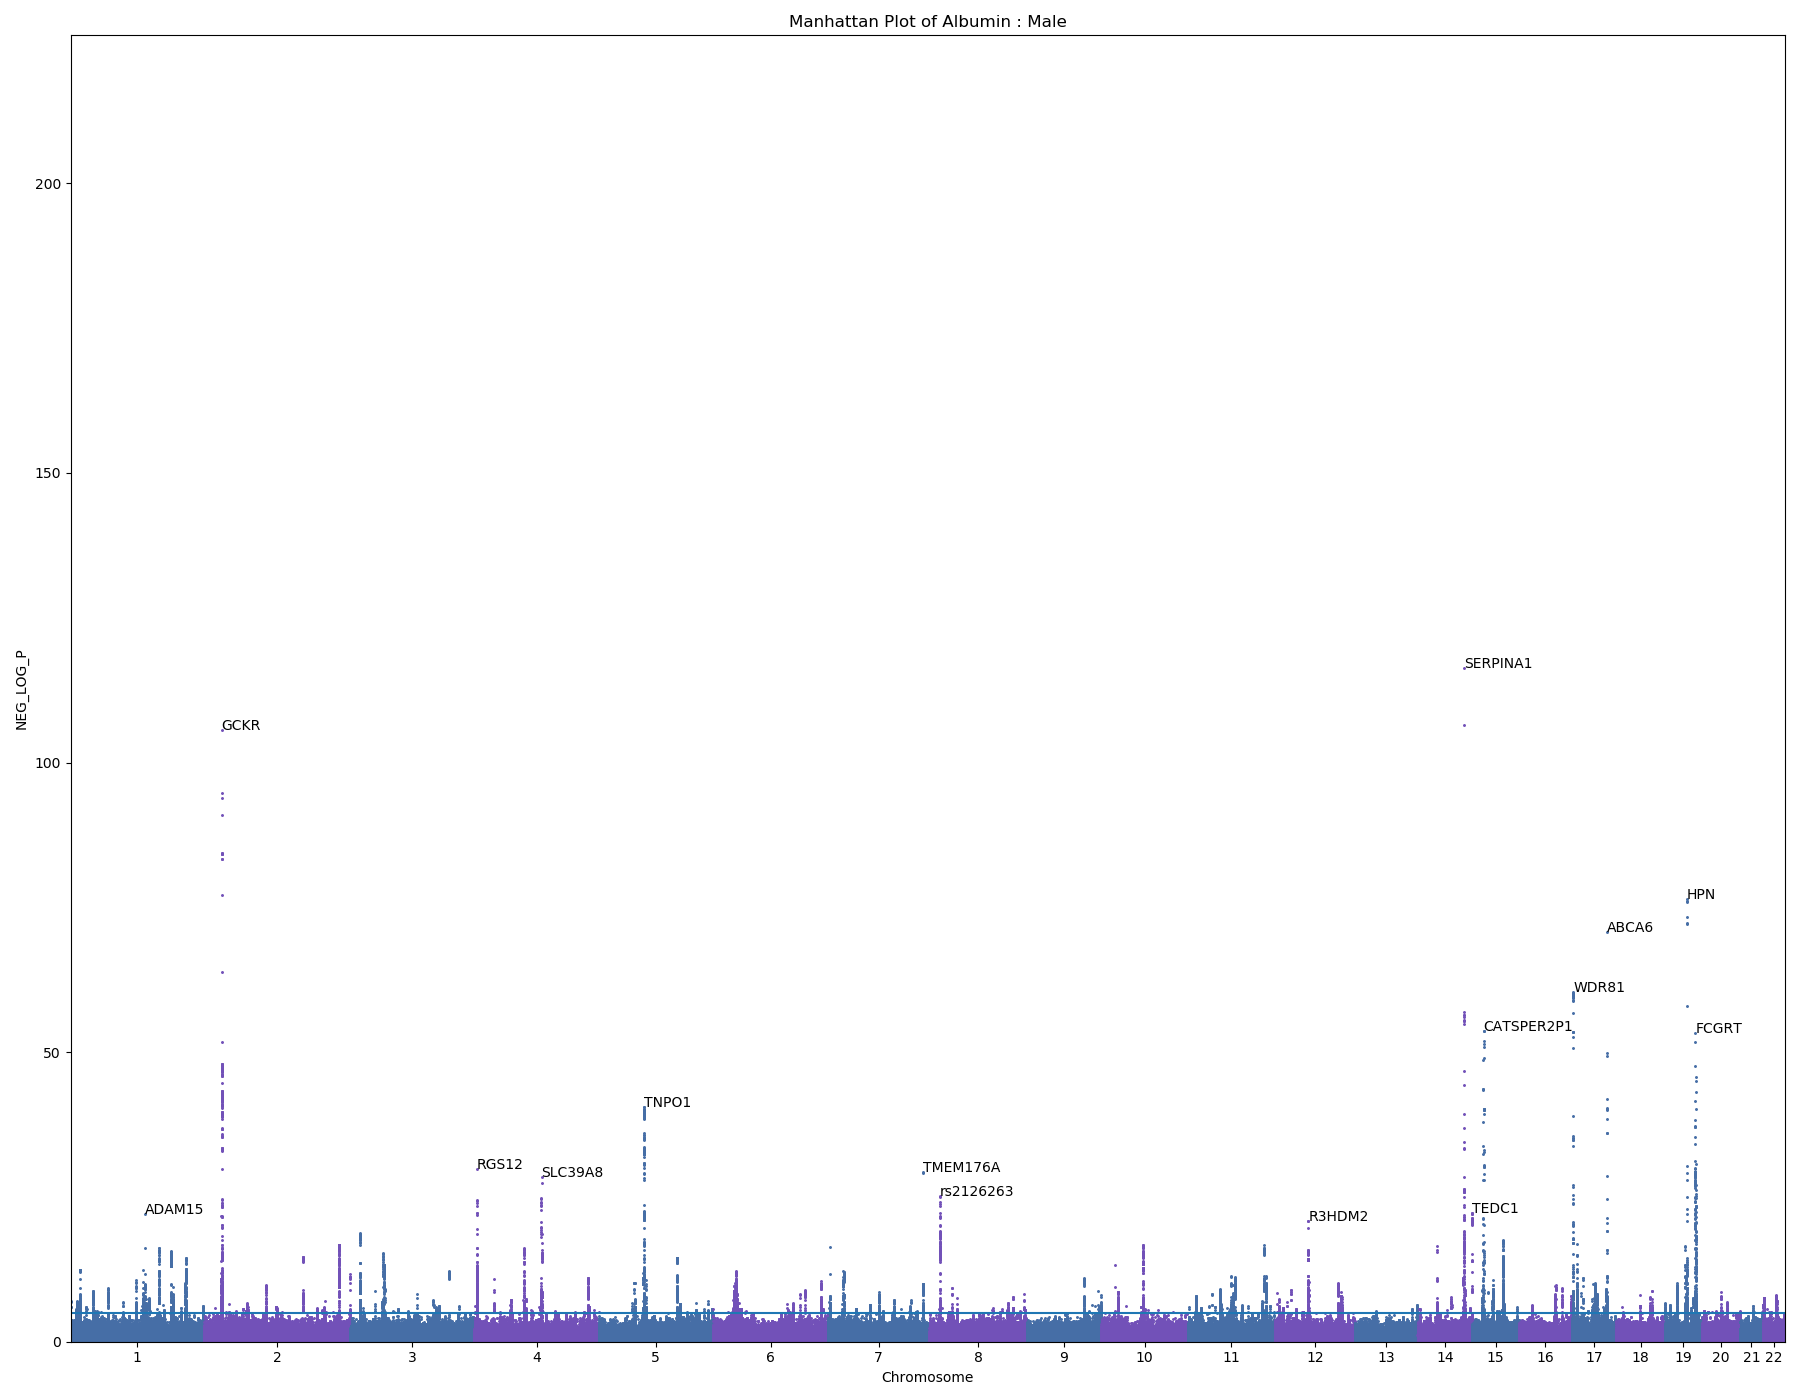 Manhattan Plot of Albumin : Male
200
150
SERPINA1
NEG_LOG_P
GCKR
100
HPN
ABCA6
WDR81
CATSPER2P1
FCGRT
50
TNPO1
RGS12
TMEM176A
SLC39A8
rs2126263
ADAM15
TEDC1
R3HDM2
0
1 2 3 4 5 6 7 8 9 10 11 12 13 14 15 16 17 18 19 20 21 22
Chromosome